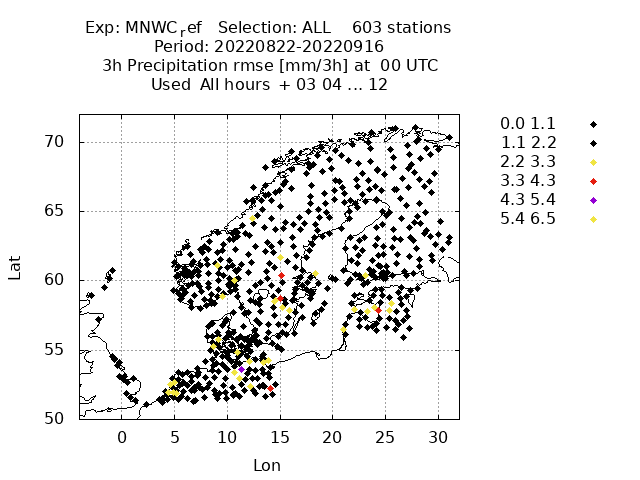 Exp: MNWC_ref Selection: ALL 603 stations
Period: 20220822-20220916
3h Precipitation rmse [mm/3h] at 00 UTC
Used All hours + 03 04 ... 12
0.0 1.1
1.1 2.2
2.2 3.3
3.3 4.3
4.3 5.4
5.4 6.5
70
65
60
55
50
Lat
0 5 10 15 20 25 30
Lon